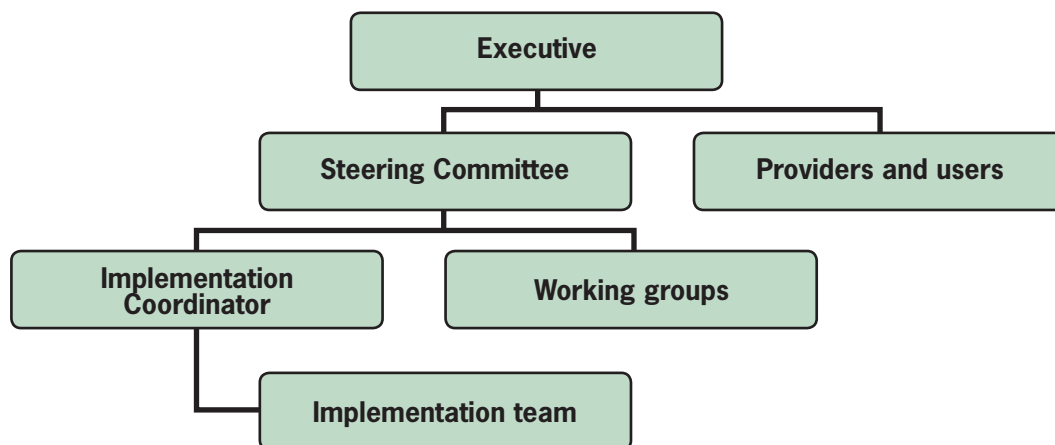 Executive
Steering Committee
Providers and users
Implementation
Coordinator
Working groups
Implementation team